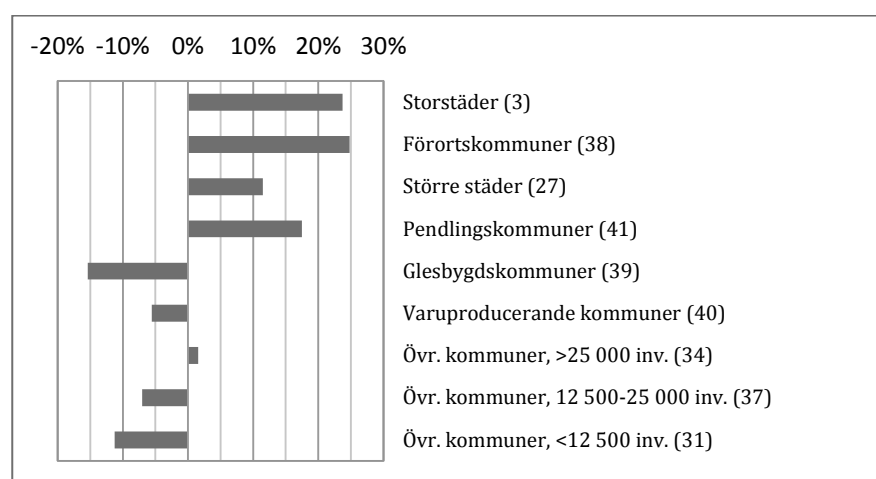 -20% -10% 0% 10% 20% 30%
Storstäder (3)
Förortskommuner (38)
Större städer (27)
Pendlingskommuner (41)
Glesbygdskommuner (39)
Varuproducerande kommuner (40)
Övr. kommuner, >25 000 inv. (34)
Övr. kommuner, 12 500-25 000 inv. (37)
Övr. kommuner, <12 500 inv. (31)